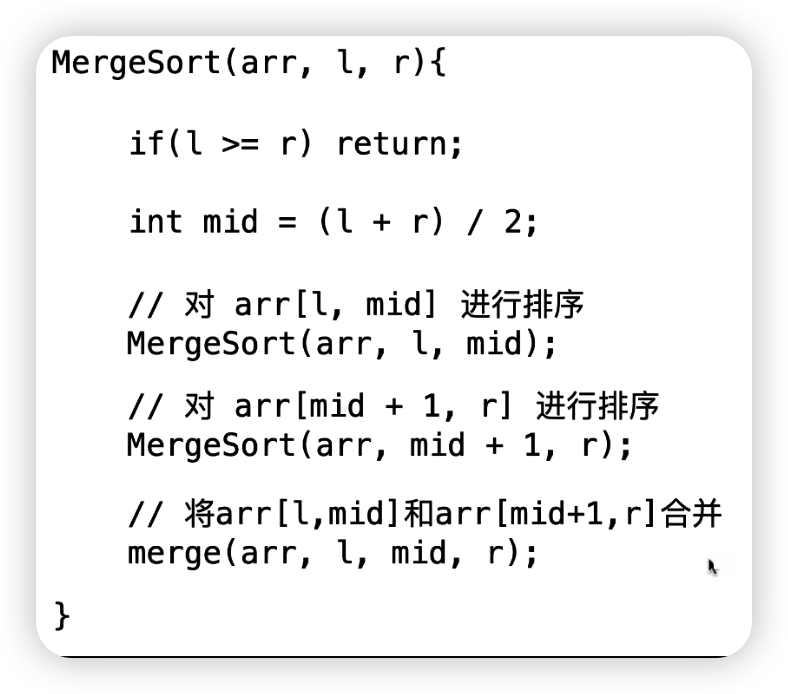 MergeSort(arr, l, r){
if(l >= r) return;
int mid = (l + r) / 2;
// 对 arr[l, mid] 进行排序
MergeSort(arr, l, mid);
// 对 arr[mid + 1, r] 进行排序
MergeSort(arr, mid + 1, r);
// 将arr[l,mid]和arr[mid+1,r]合并
merge(arr, l, mid, r);
}